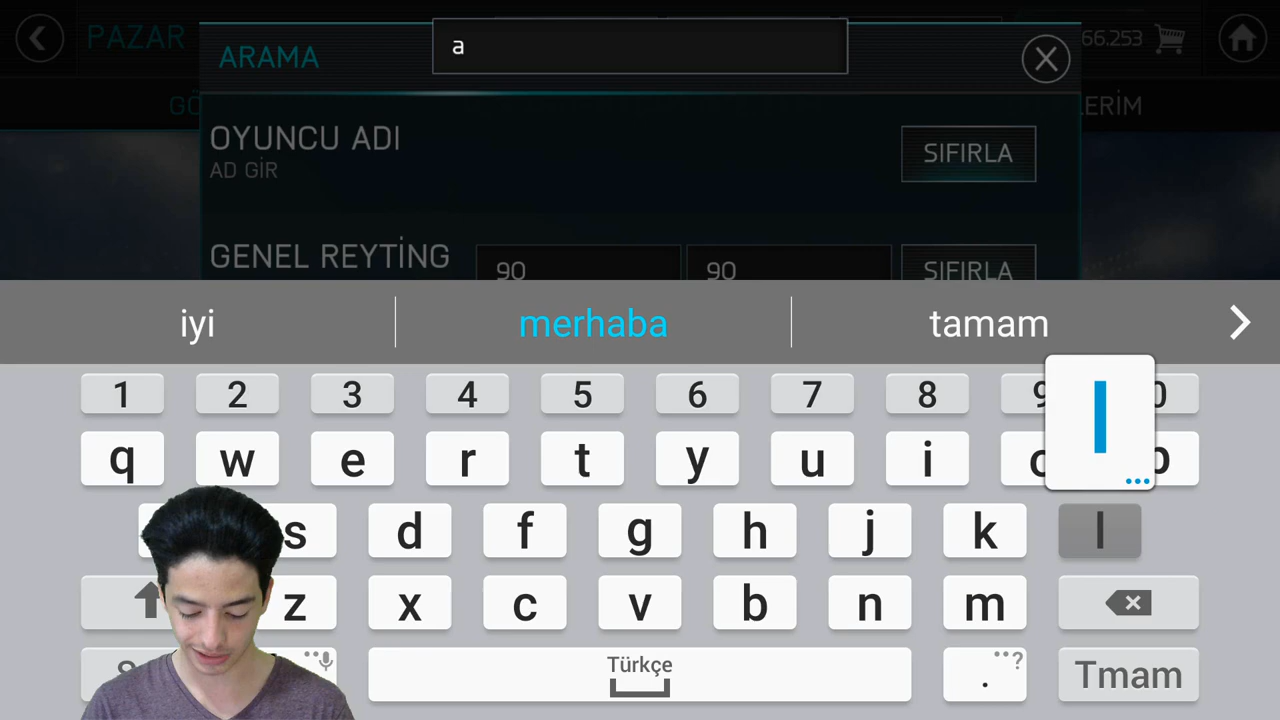 PAZAR
ARAMA
a
66.253
OYUNCU ADI
AD GİR
SIFIRLA
GENEL REYTİNG
90
90
SIFIRLA
iyi
merhaba
tamam
1 2 3 4 5 6 7 8 9
q w e r t y u i p
l
s d f g h j k l
z x c v b n m
Türkçe
. ?
Tmam